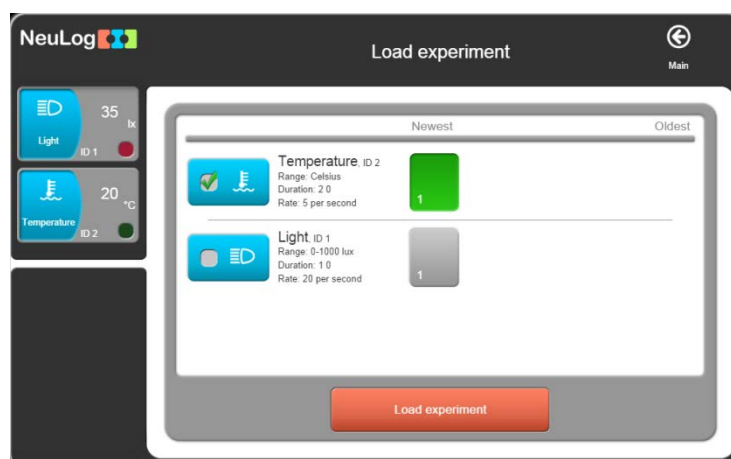 NeuLog
Load experiment
Main
35
lx
Light
ID 1
20
°C
Temperature
ID 2
Newest
Oldest
Temperature, ID 2
Range: Celsius
Duration: 2 0
Rate: 5 per second
1
Light, ID 1
Range: 0-1000 lux
Duration: 1 0
Rate: 20 per second
1
Load experiment